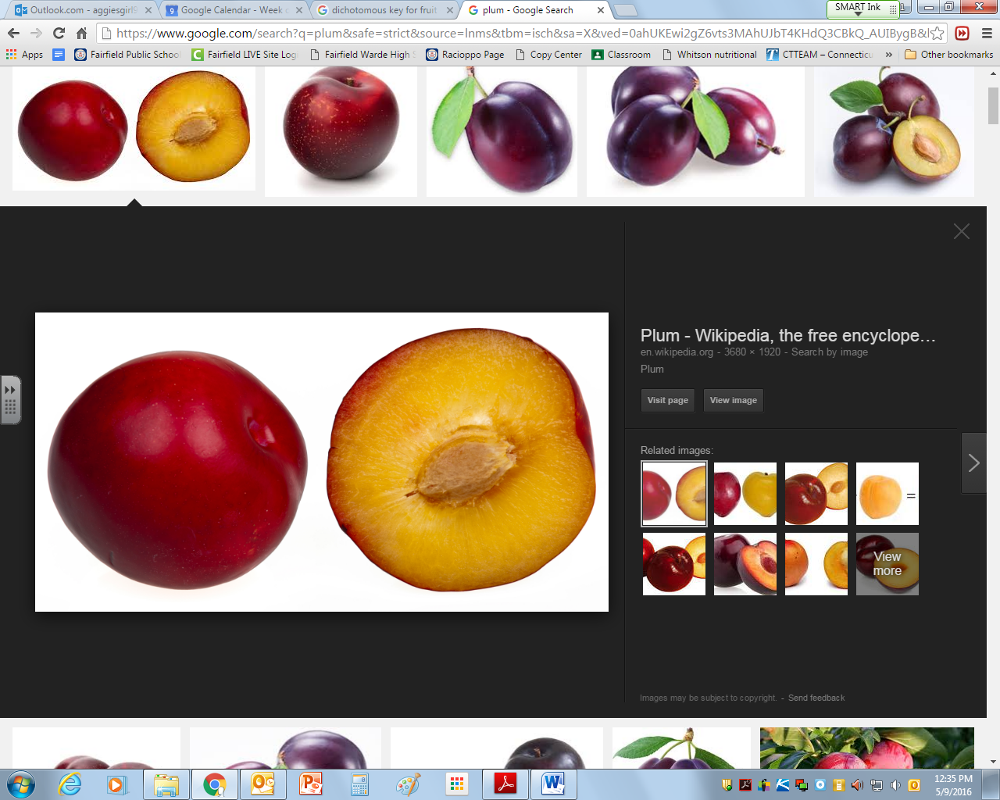 Outlook.com - aggiesgirl9
Google Calendar - Week
dichotomous key for fruit
plum - Google Search
SMART Ink
https://www.google.com/search?q=plum&safe=strict&source=lnms&tbm=isch&sa=X&ved=0ahUKEwi2gZ6vts3MAhUJbT4KHdQ3CBkQ_AUIBygB&
Apps
Fairfield Public School
Fairfield LIVE Site Log
Fairfield Warde High
Racioppo Page
Copy Center
Classroom
Whitson nutritional
CTTEAM – Connecticu
»
Other bookmarks
Plum - Wikipedia, the free encyclope...
en.wikipedia.org - 3680 × 1920 - Search by image
Plum
Visit page
View image
Related images:
=
View
more
Images may be subject to copyright. - Send feedback
12:35 PM
5/9/2016